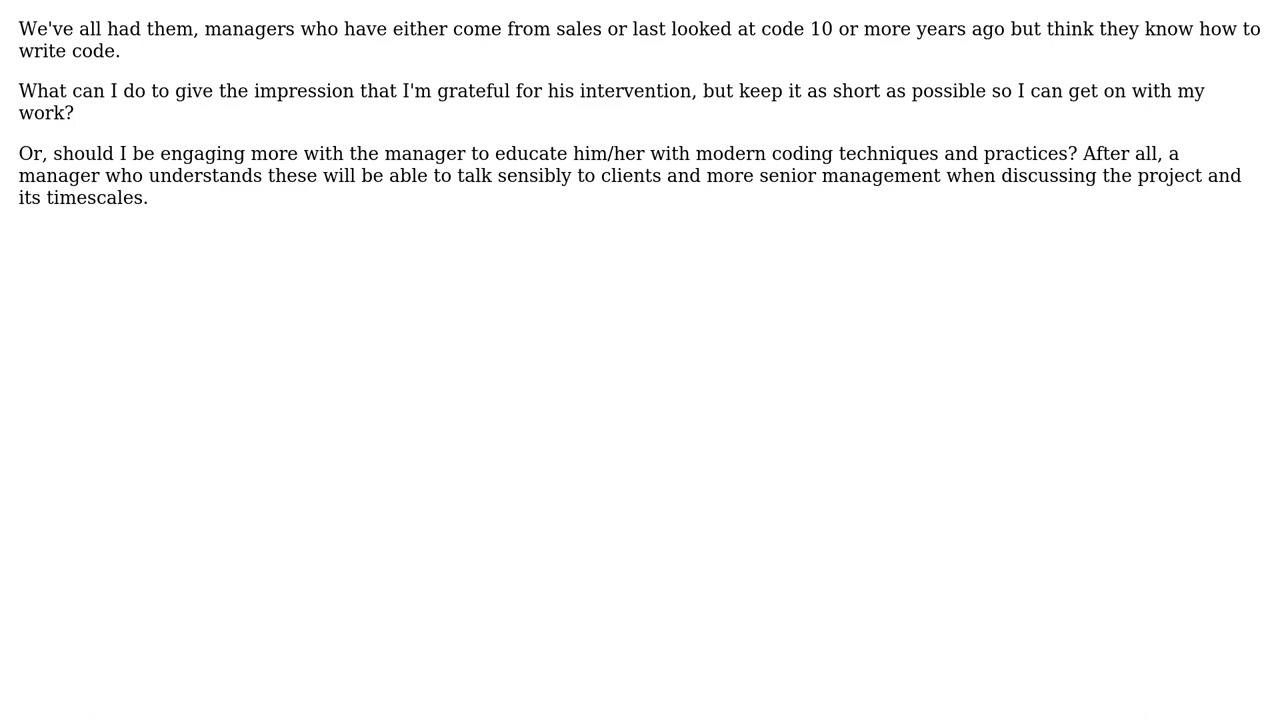 We've all had them, managers who have either come from sales or last looked at code 10 or more years ago but think they know how to
write code.
What can I do to give the impression that I'm grateful for his intervention, but keep it as short as possible so I can get on with my
work?
Or, should I be engaging more with the manager to educate him/her with modern coding techniques and practices? After all, a
manager who understands these will be able to talk sensibly to clients and more senior management when discussing the project and
its timescales.